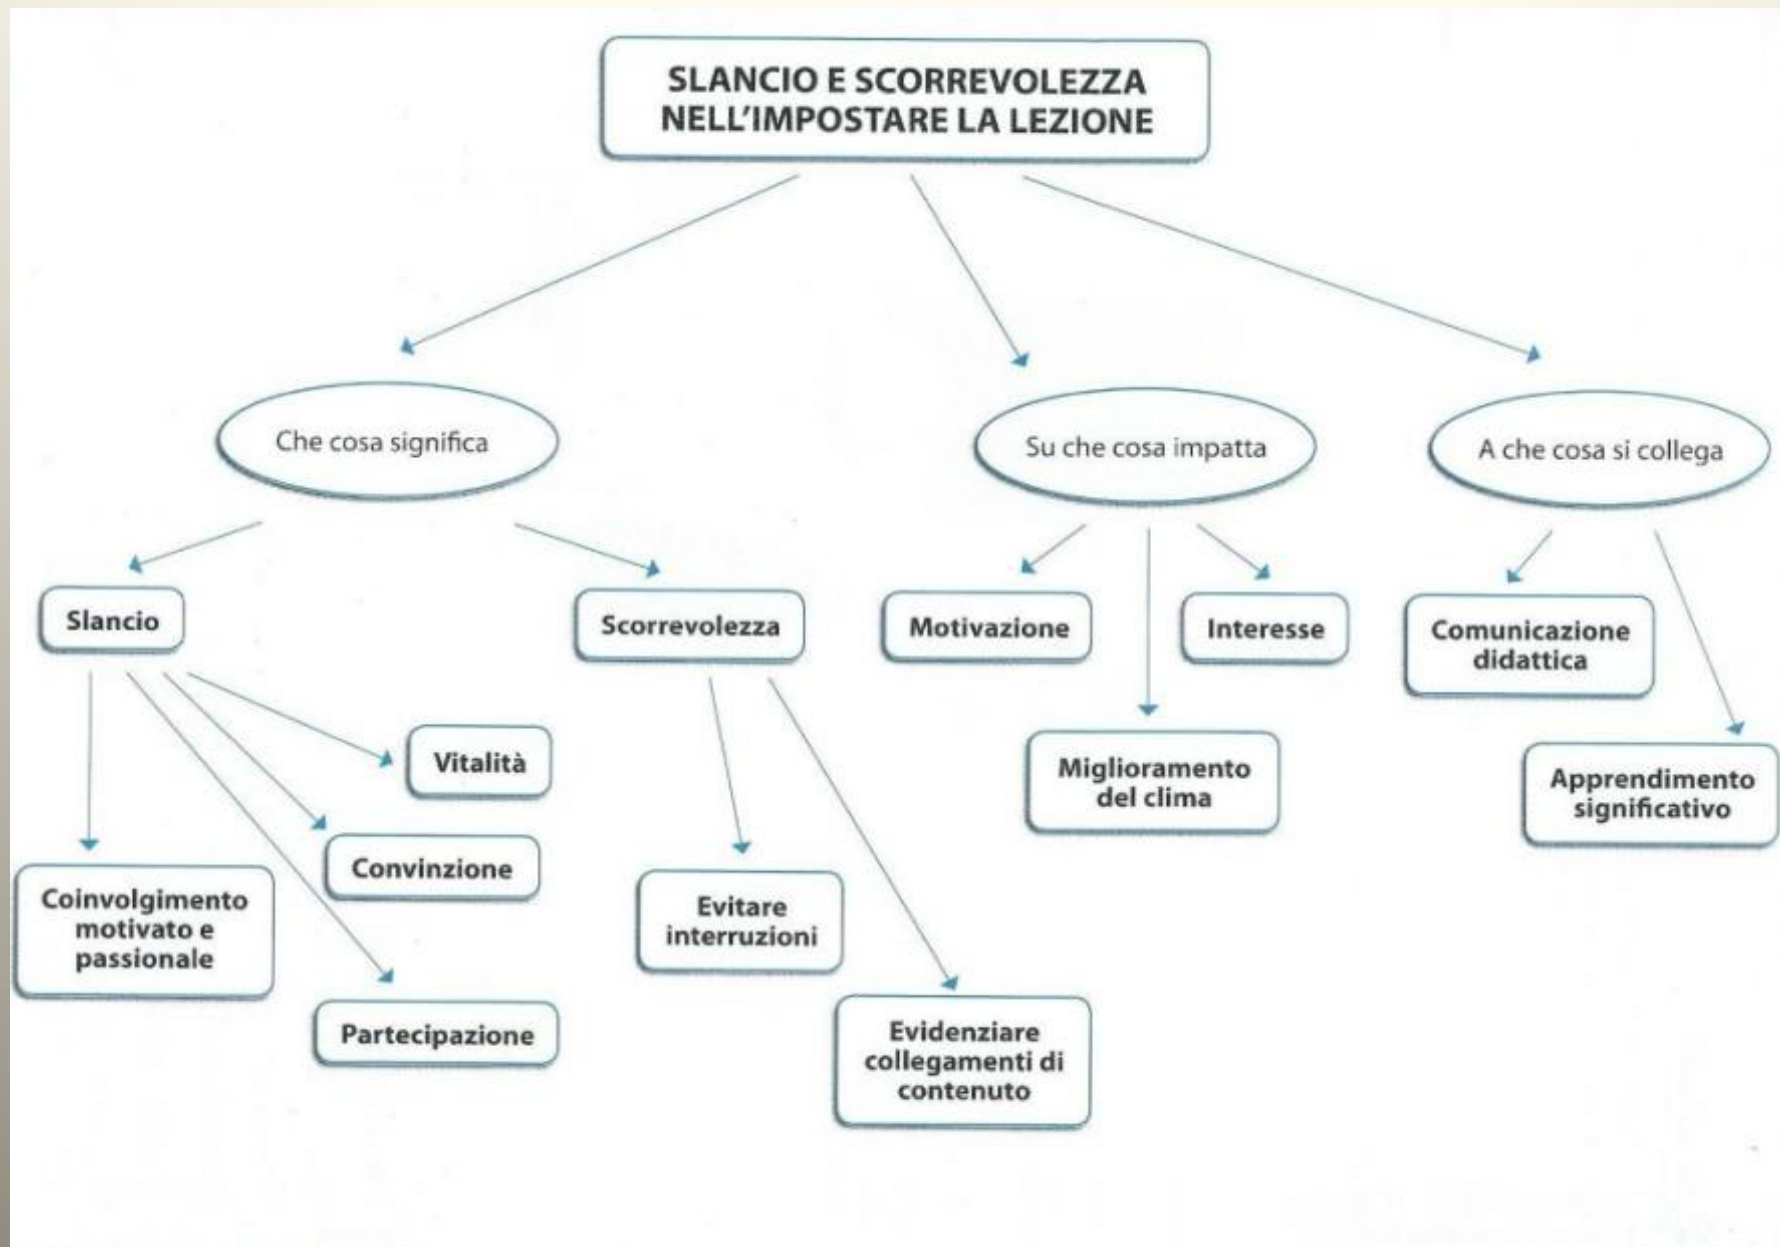 SLANCIO E SCORREVOLEZZA
NELL'IMPOSTARE LA LEZIONE
Che cosa significa
Su che cosa impatta
A che cosa si collega
Slancio
Scorrevolezza
Motivazione
Interesse
Comunicazione
didattica
Vitalità
Miglioramento
del clima
Apprendimento
significativo
Convinzione
Coinvolgimento
motivato e
passionale
Evitare
interruzioni
Partecipazione
Evidenziare
collegamenti di
contenuto